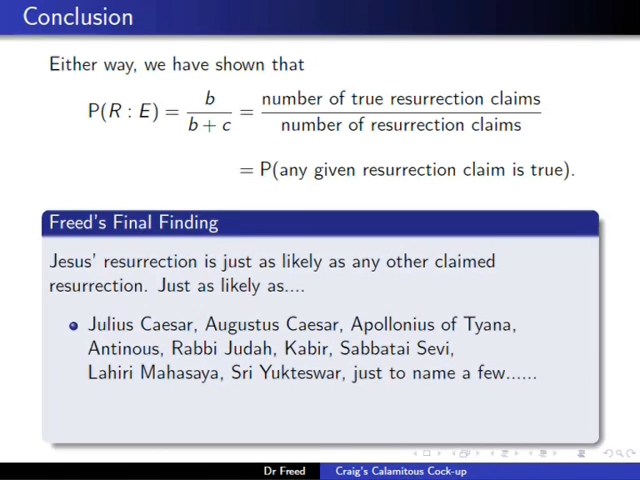 Conclusion
Either way, we have shown that
P(R : E) = b / b + c = number of true resurrection claims / number of resurrection claims
= P(any given resurrection claim is true).
Freed's Final Finding
Jesus' resurrection is just as likely as any other claimed
resurrection. Just as likely as....
Julius Caesar, Augustus Caesar, Apollonius of Tyana,
Antinous, Rabbi Judah, Kabir, Sabbatai Sevi,
Lahiri Mahasaya, Sri Yukteswar, just to name a few......
Dr Freed
Craig's Calamitous Cock-up